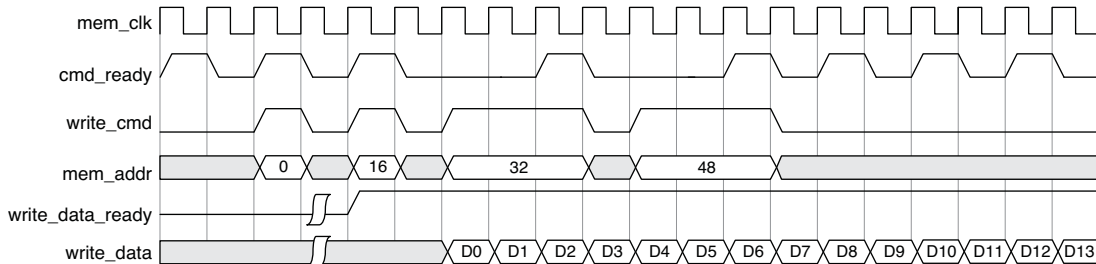 mem_clk
cmd_ready
write_cmd
mem_addr 0 16 32 48
write_data_ready
write_data D0 D1 D2 D3 D4 D5 D6 D7 D8 D9 D10 D11 D12 D13